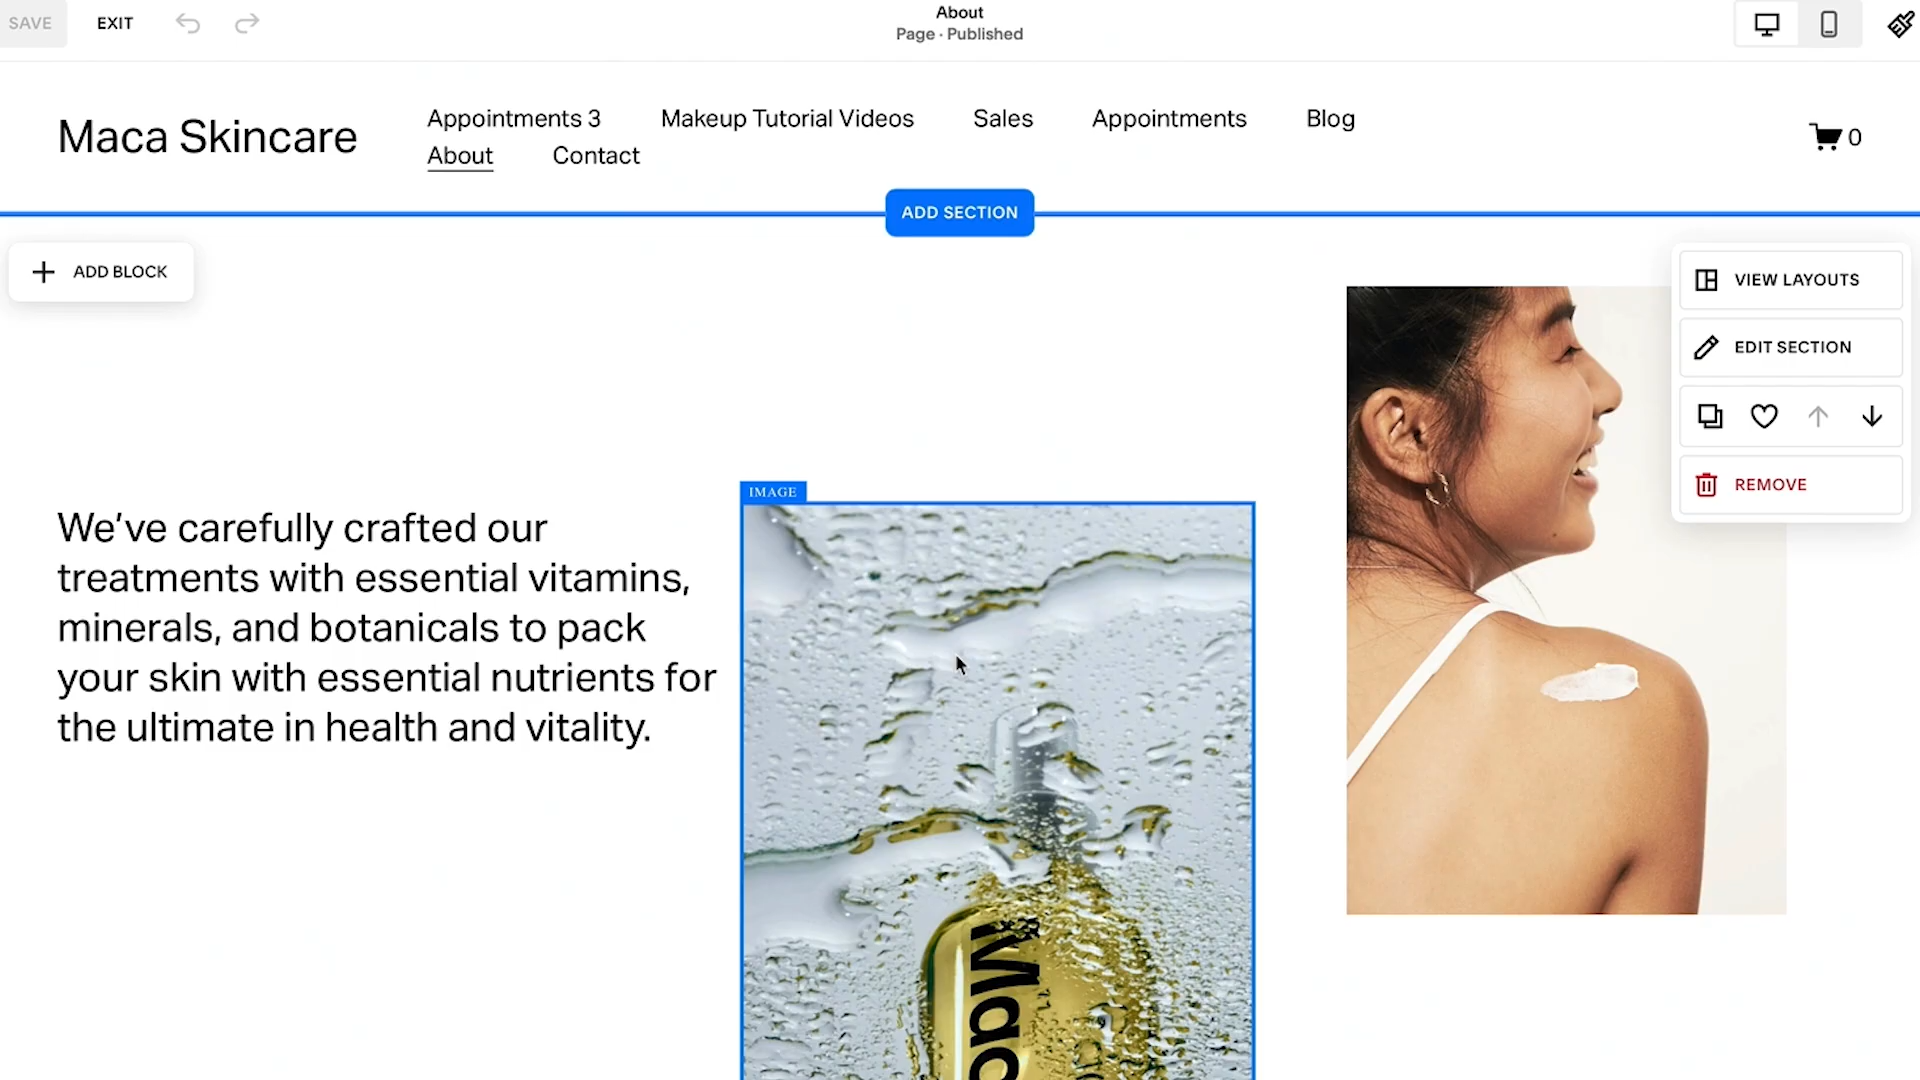 SAVE
EXIT
About
Page · Published
Maca Skincare
Appointments 3
Makeup Tutorial Videos
Sales
Appointments
Blog
About
Contact
0
ADD SECTION
ADD BLOCK
VIEW LAYOUTS
EDIT SECTION
REMOVE
IMAGE
We’ve carefully crafted our
treatments with essential vitamins,
minerals, and botanicals to pack
your skin with essential nutrients for
the ultimate in health and vitality.
Mac